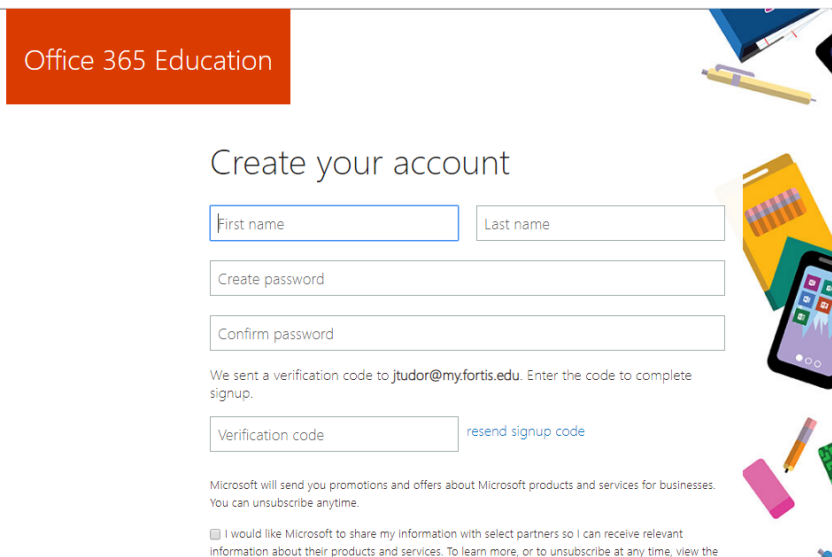 Office 365 Education
Create your account
First name
Last name
Create password
Confirm password
We sent a verification code to jtudor@my.fortis.edu. Enter the code to complete
signup.
Verification code
resend signup code
Microsoft will send you promotions and offers about Microsoft products and services for businesses.
You can unsubscribe anytime.
I would like Microsoft to share my information with select partners so I can receive relevant
information about their products and services. To learn more, or to unsubscribe at any time, view the